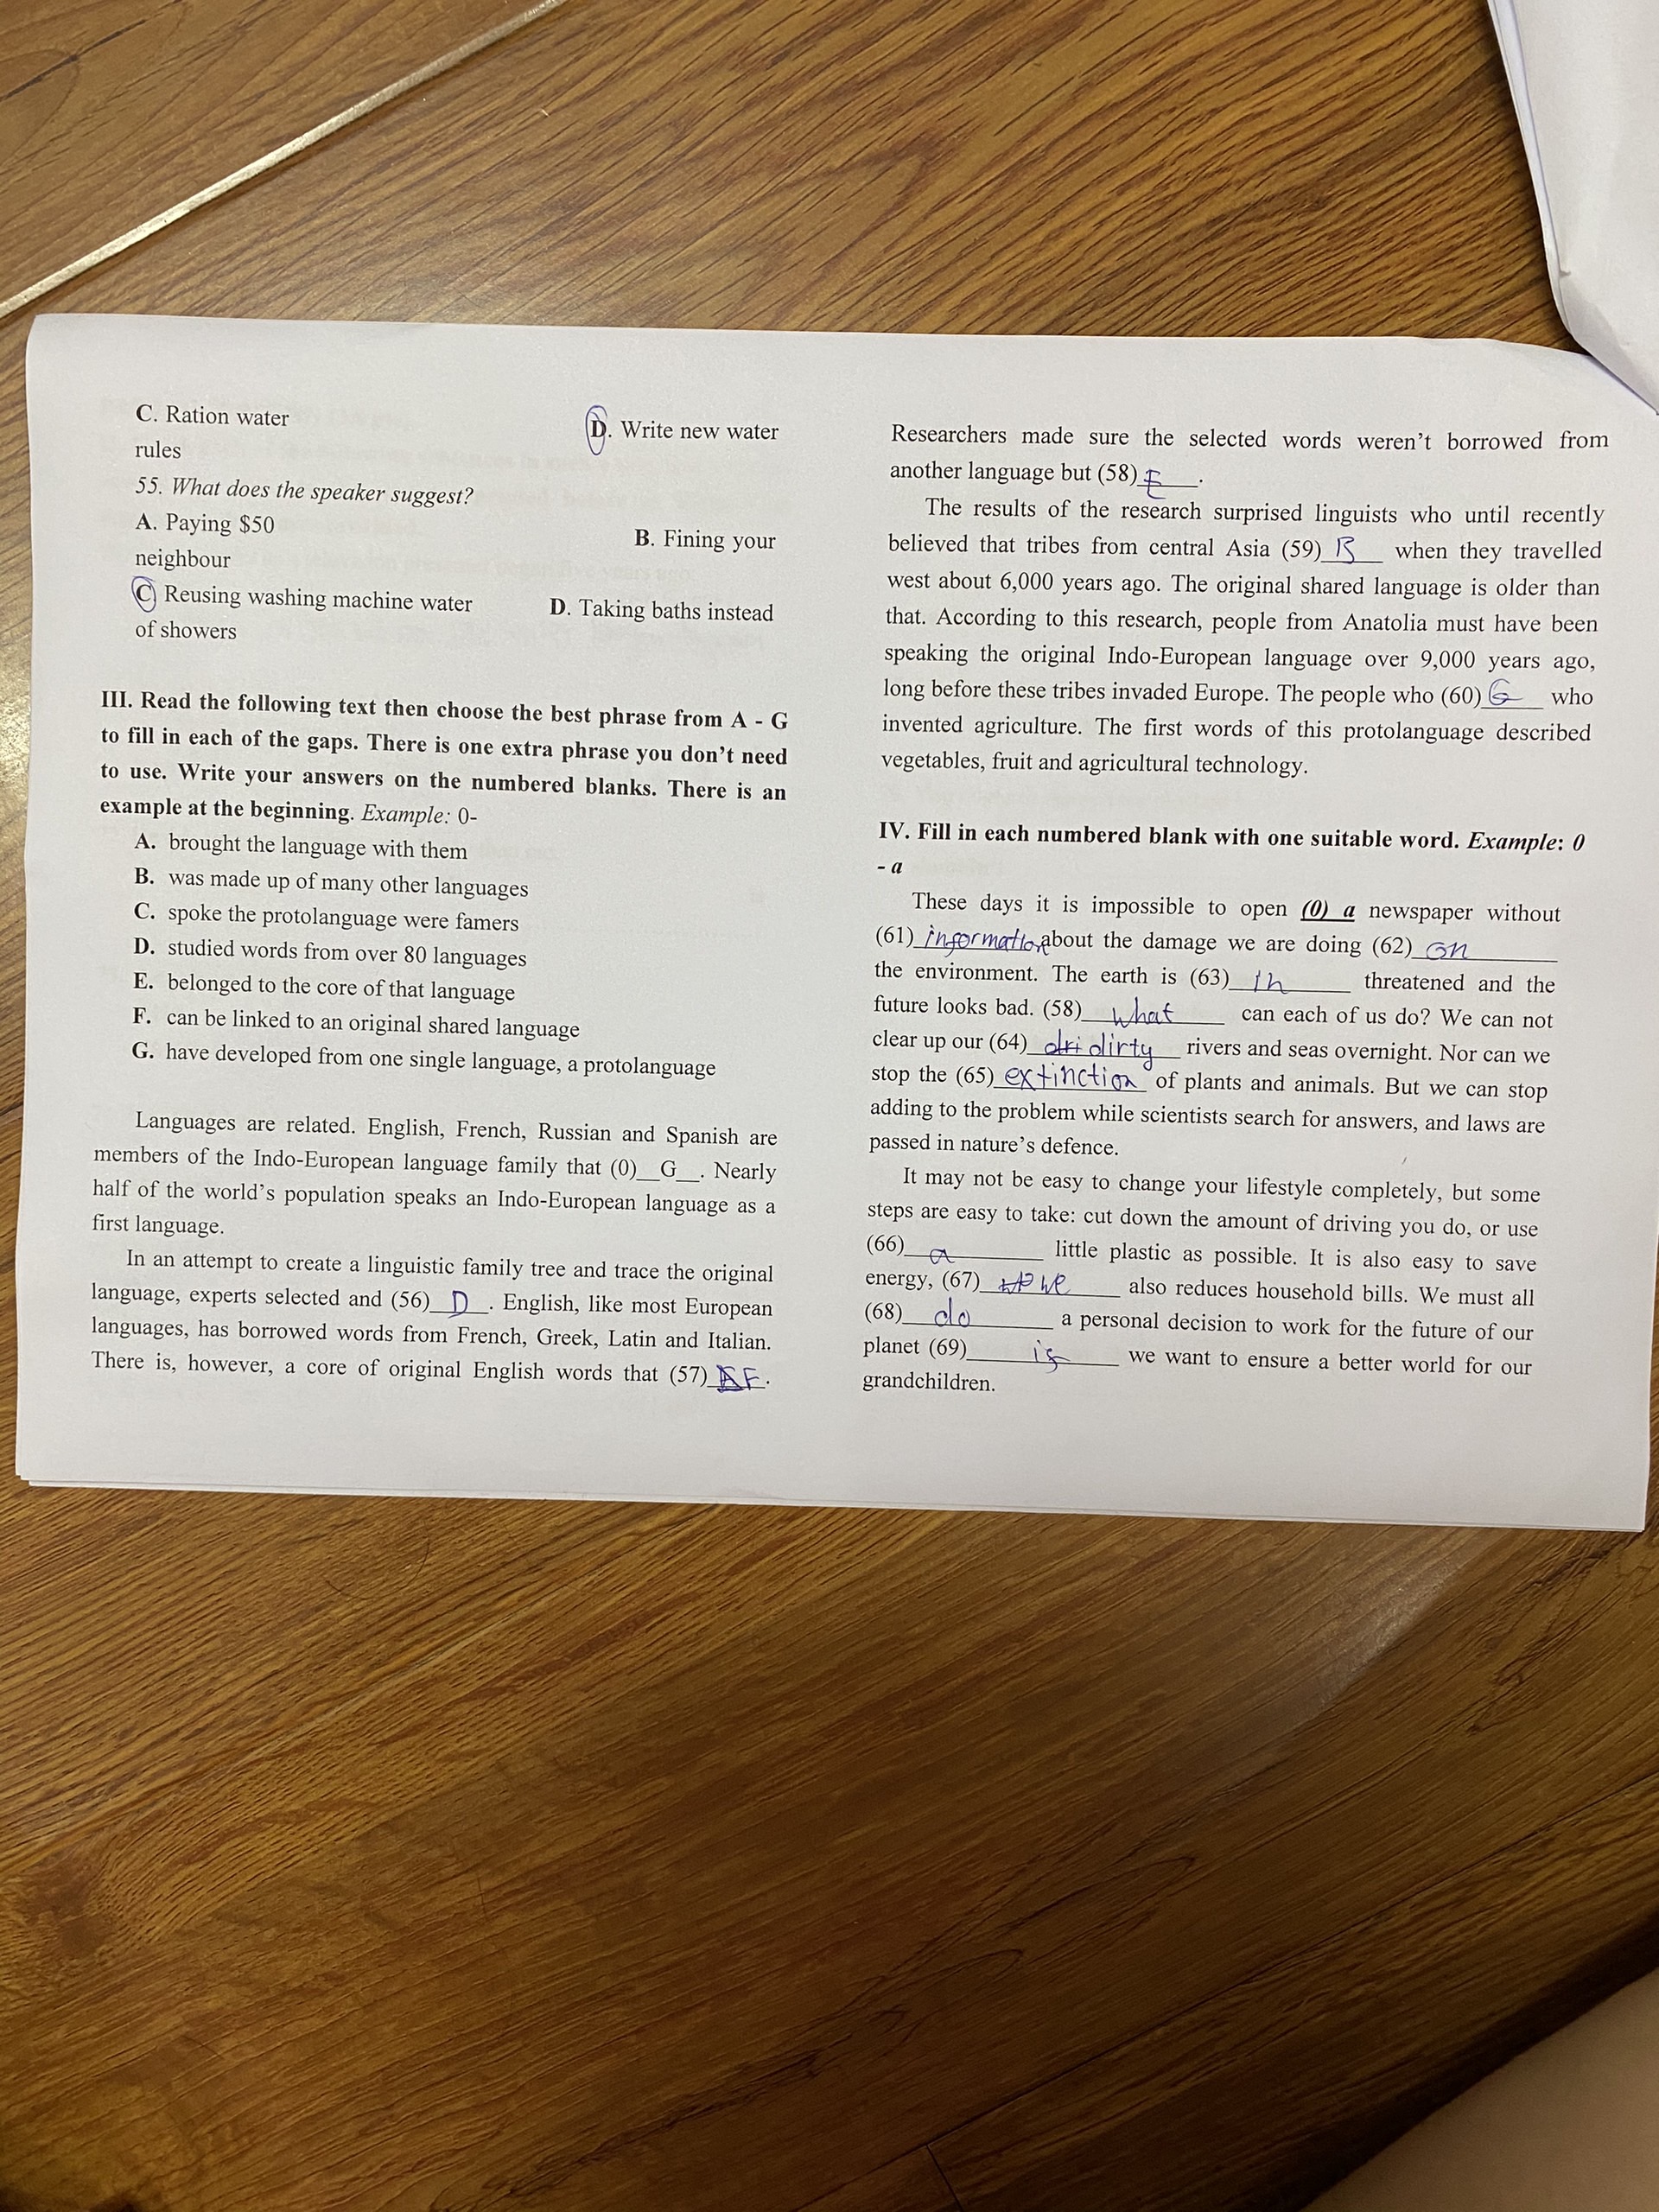 C. Ration water D. Write new water
rules
55. What does the speaker suggest?
A. Paying $50 B. Fining your
neighbour
C. Reusing washing machine water D. Taking baths instead
of showers
III. Read the following text then choose the best phrase from A - G
to fill in each of the gaps. There is one extra phrase you don't need
to use. Write your answers on the numbered blanks. There is an
example at the beginning. Example: 0-
A. brought the language with them
B. was made up of many other languages
C. spoke the protolanguage were famers
D. studied words from over 80 languages
E. belonged to the core of that language
F. can be linked to an original shared language
G. have developed from one single language, a protolanguage
Languages are related. English, French, Russian and Spanish are
members of the Indo-European language family that (0)__G__. Nearly
half of the world's population speaks an Indo-European language as a
first language.
In an attempt to create a linguistic family tree and trace the original
language, experts selected and (56) D . English, like most European
languages, has borrowed words from French, Greek, Latin and Italian.
There is, however, a core of original English words that (57) F.
Researchers made sure the selected words weren't borrowed from
another language but (58) E .
The results of the research surprised linguists who until recently
believed that tribes from central Asia (59) B when they travelled
west about 6,000 years ago. The original shared language is older than
that. According to this research, people from Anatolia must have been
speaking the original Indo-European language over 9,000 years ago,
long before these tribes invaded Europe. The people who (60) G who
invented agriculture. The first words of this protolanguage described
vegetables, fruit and agricultural technology.
IV. Fill in each numbered blank with one suitable word. Example: 0
- a
These days it is impossible to open (0) a newspaper without
(61) information about the damage we are doing (62) on
the environment. The earth is (63) in threatened and the
future looks bad. (58) what can each of us do? We can not
clear up our (64) dri dirty rivers and seas overnight. Nor can we
stop the (65) extinction of plants and animals. But we can stop
adding to the problem while scientists search for answers, and laws are
passed in nature's defence.
It may not be easy to change your lifestyle completely, but some
steps are easy to take: cut down the amount of driving you do, or use
(66) a little plastic as possible. It is also easy to save
energy, (67) we also reduces household bills. We must all
(68) do a personal decision to work for the future of our
planet (69) is we want to ensure a better world for our
grandchildren.